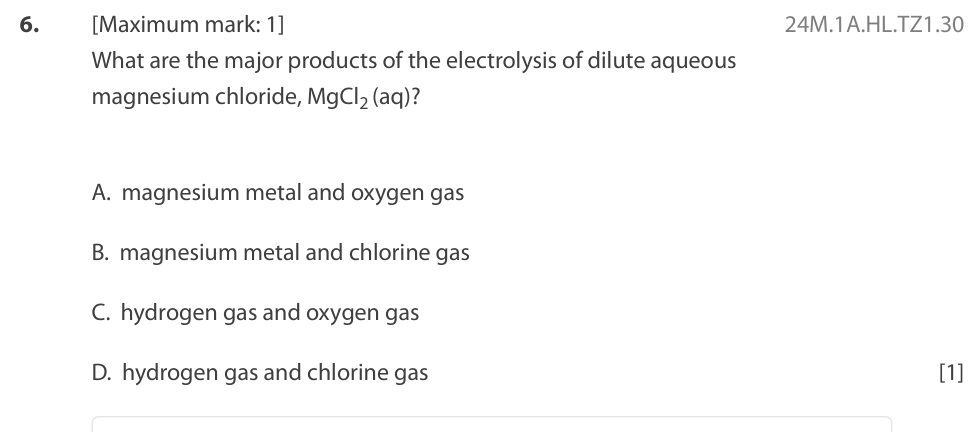 6. [Maximum mark: 1] 24M.1A.HL.TZ1.30
What are the major products of the electrolysis of dilute aqueous
magnesium chloride, MgCl₂ (aq)?
A. magnesium metal and oxygen gas
B. magnesium metal and chlorine gas
C. hydrogen gas and oxygen gas
D. hydrogen gas and chlorine gas [1]